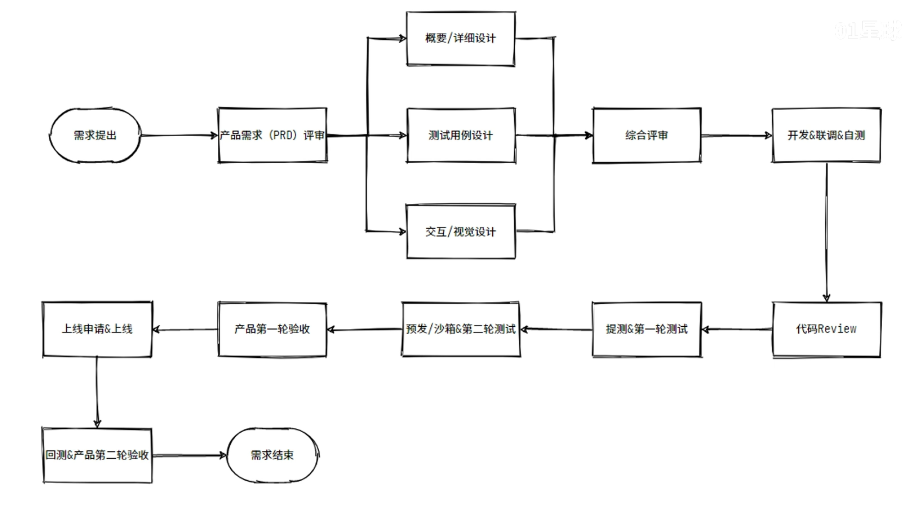 概要/详细设计
需求提出
产品需求（PRD）评审
测试用例设计
综合评审
开发&联调&自测
交互/视觉设计
上线申请&上线
产品第一轮验收
预发/沙箱&第二轮测试
提测&第一轮测试
代码Review
回测&产品第二轮验收
需求结束